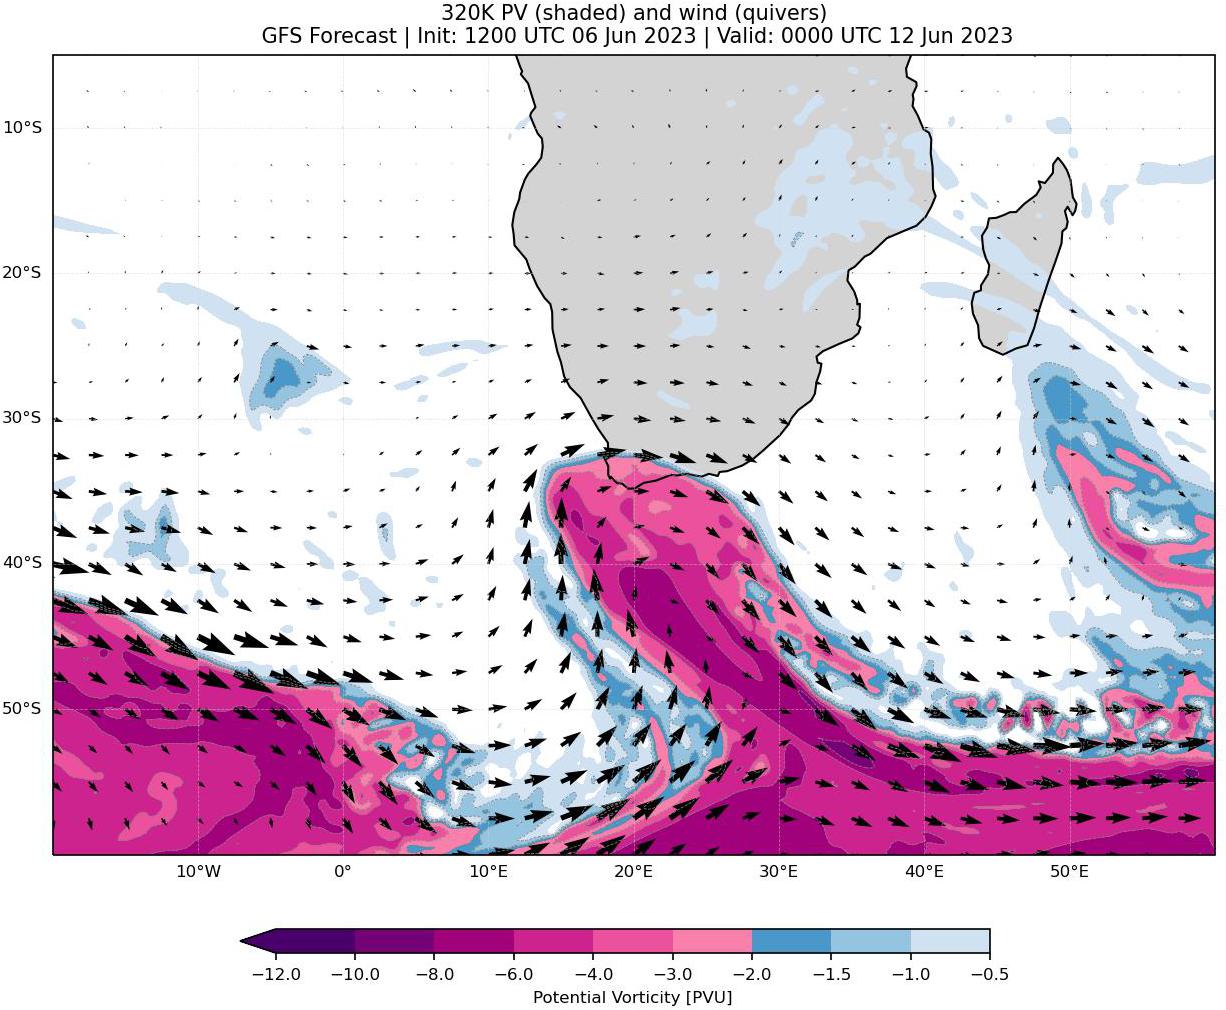 320K PV (shaded) and wind (quivers)
GFS Forecast | Init: 1200 UTC 06 Jun 2023 | Valid: 0000 UTC 12 Jun 2023
10°S
20°S
30°S
40°S
50°S
10°W 0° 10°E 20°E 30°E 40°E 50°E
−12.0 −10.0 −8.0 −6.0 −4.0 −3.0 −2.0 −1.5 −1.0 −0.5
Potential Vorticity [PVU]